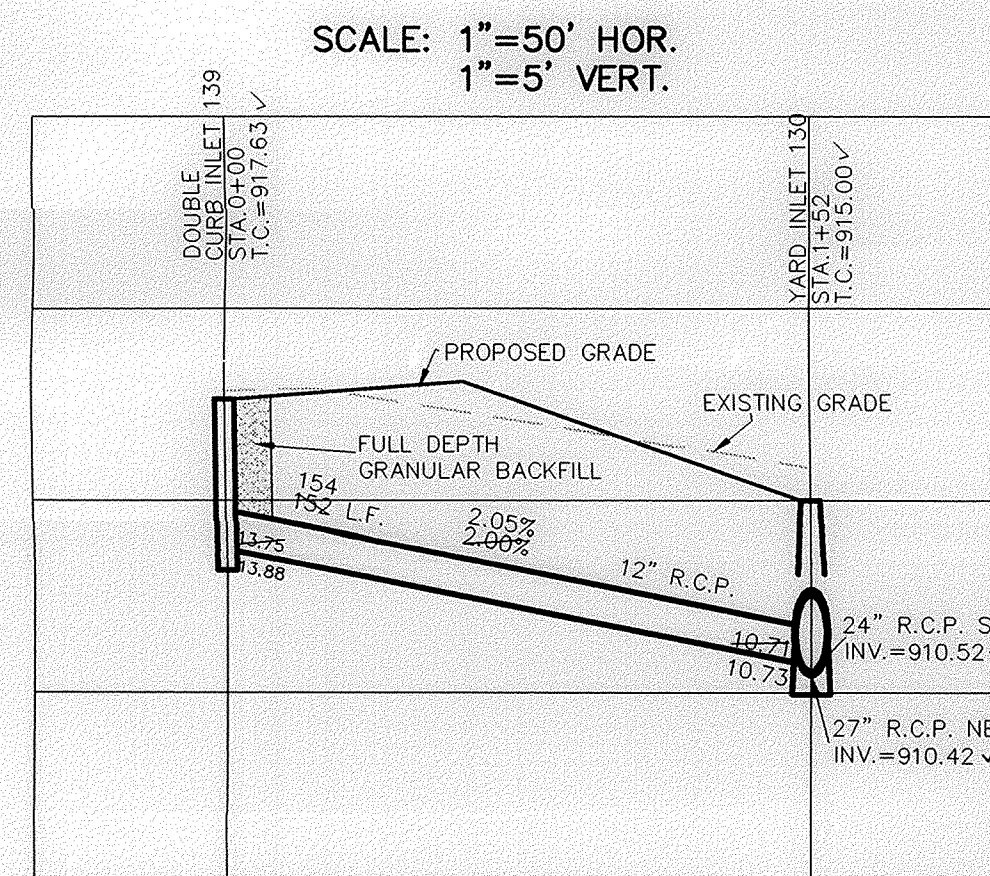 SCALE: 1"=50' HOR.
1"=5' VERT.
DOUBLE
CURB INLET 139
STA.0+00
T.C.=917.63 ✓
YARD INLET 130
STA.1+52
T.C.=915.00✓
PROPOSED GRADE
EXISTING GRADE
FULL DEPTH
GRANULAR BACKFILL
154
152 L.F.
2.05%
2.00%
12" R.C.P.
13.75
13.88
10.71
10.73
24" R.C.P. S
INV.=910.52
27" R.C.P. NE
INV.=910.42 ✓